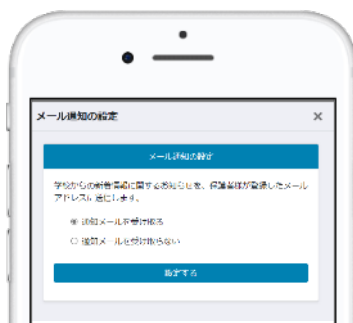 メール通知の設定 ×
メール通知の設定
学校からの新着情報に関するお知らせを、保護者様が登録したメール
アドレスに送信します。
通知メールを受け取る
通知メールを受け取らない
設定する